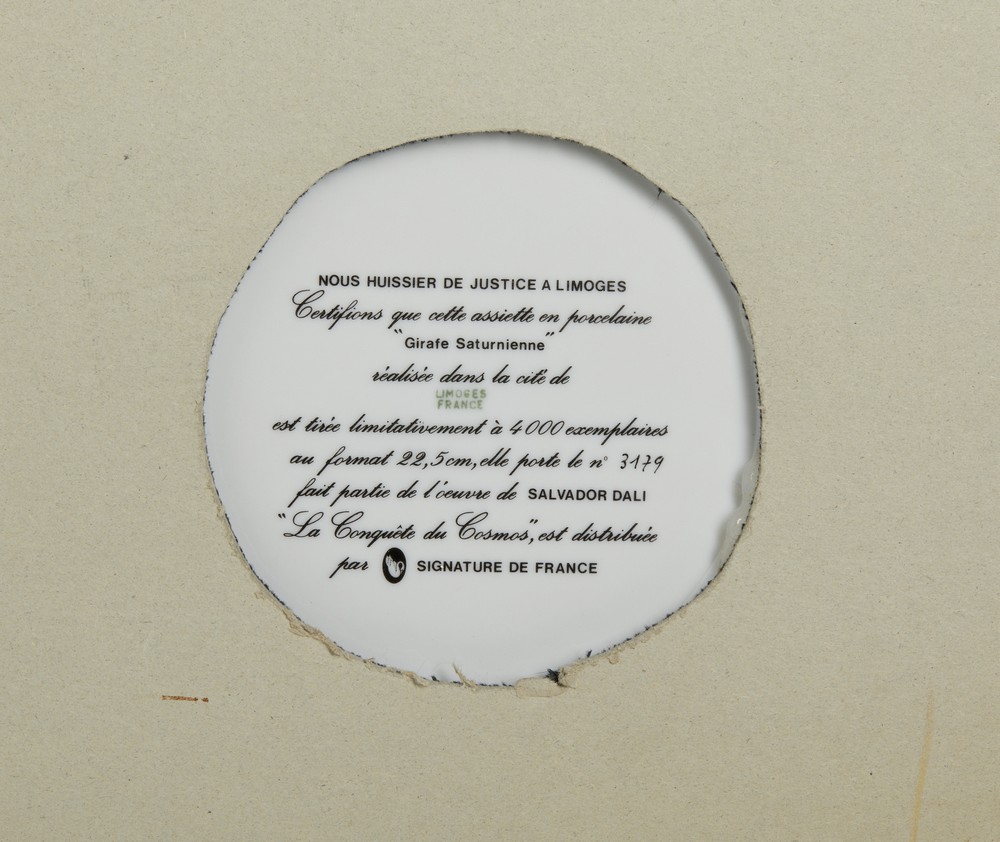 NOUS HUISSIER DE JUSTICE A LIMOGES
Certifions que cette assiette en porcelaine
"Girafe Saturnienne"
réalisée dans la cité de
LIMOGES
FRANCE
est tirée limitativement à 4000 exemplaires
au format 22,5cm, elle porte le n° 3179
fait partie de l'oeuvre de SALVADOR DALI
"La Conquête du Cosmos", est distribuée
par SIGNATURE DE FRANCE